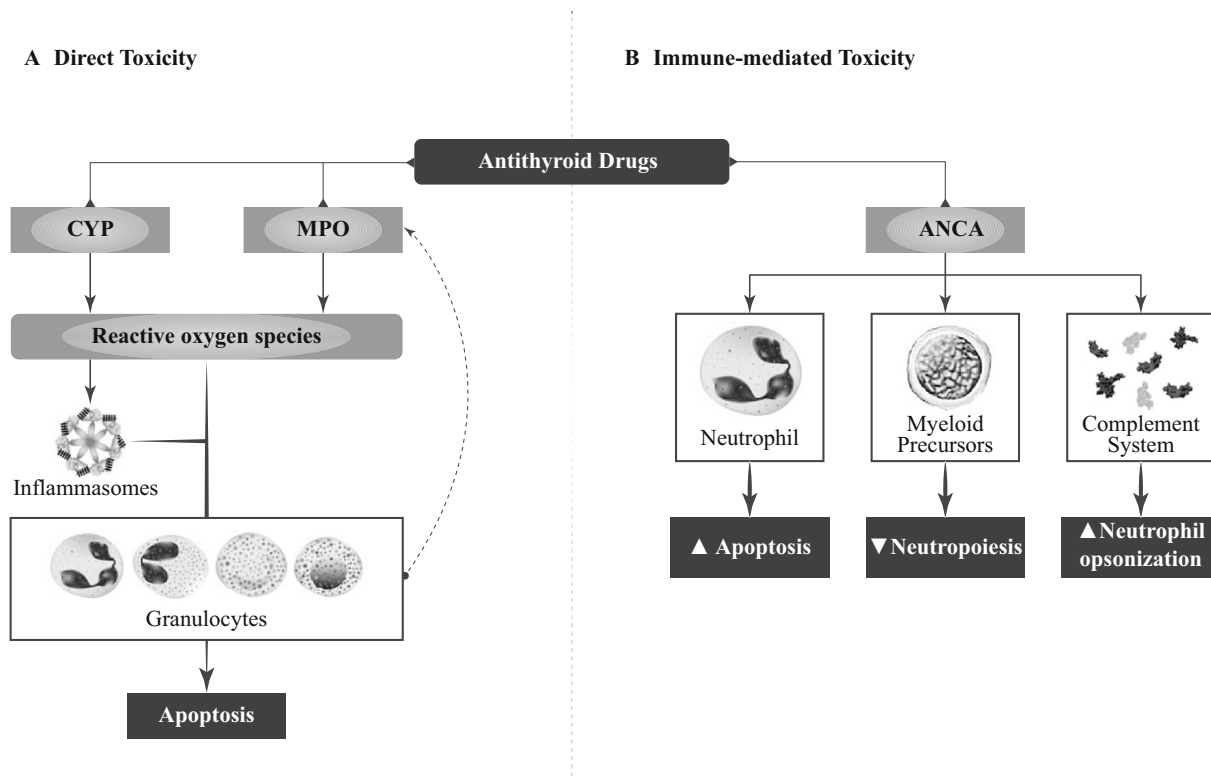 A Direct Toxicity
B Immune-mediated Toxicity
Antithyroid Drugs
CYP
MPO
ANCA
Reactive oxygen species
Inflammasomes
Granulocytes
Apoptosis
Neutrophil
Myeloid
Precursors
Complement
System
▲ Apoptosis
▼ Neutropoiesis
▲ Neutrophil
opsonization